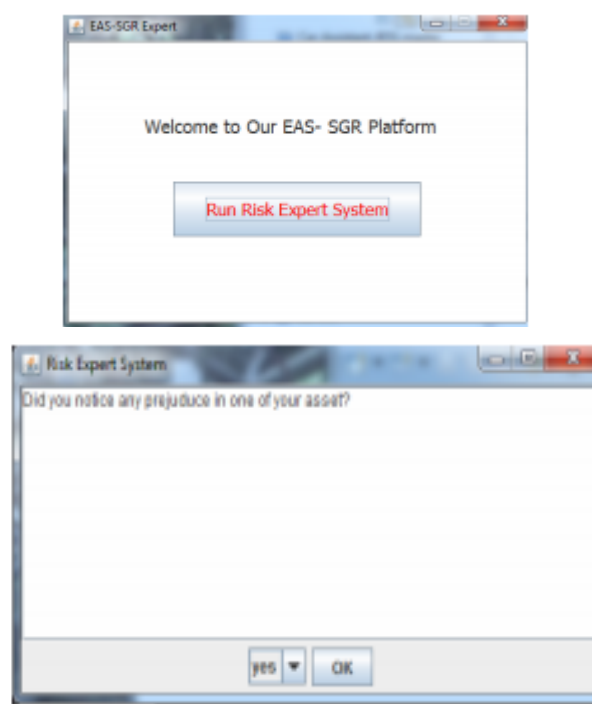 EAS-SGR Expert
Welcome to Our EAS- SGR Platform
Run Risk Expert System
Risk Expert System
Did you notice any prejuduce in one of your asset?
yes OK